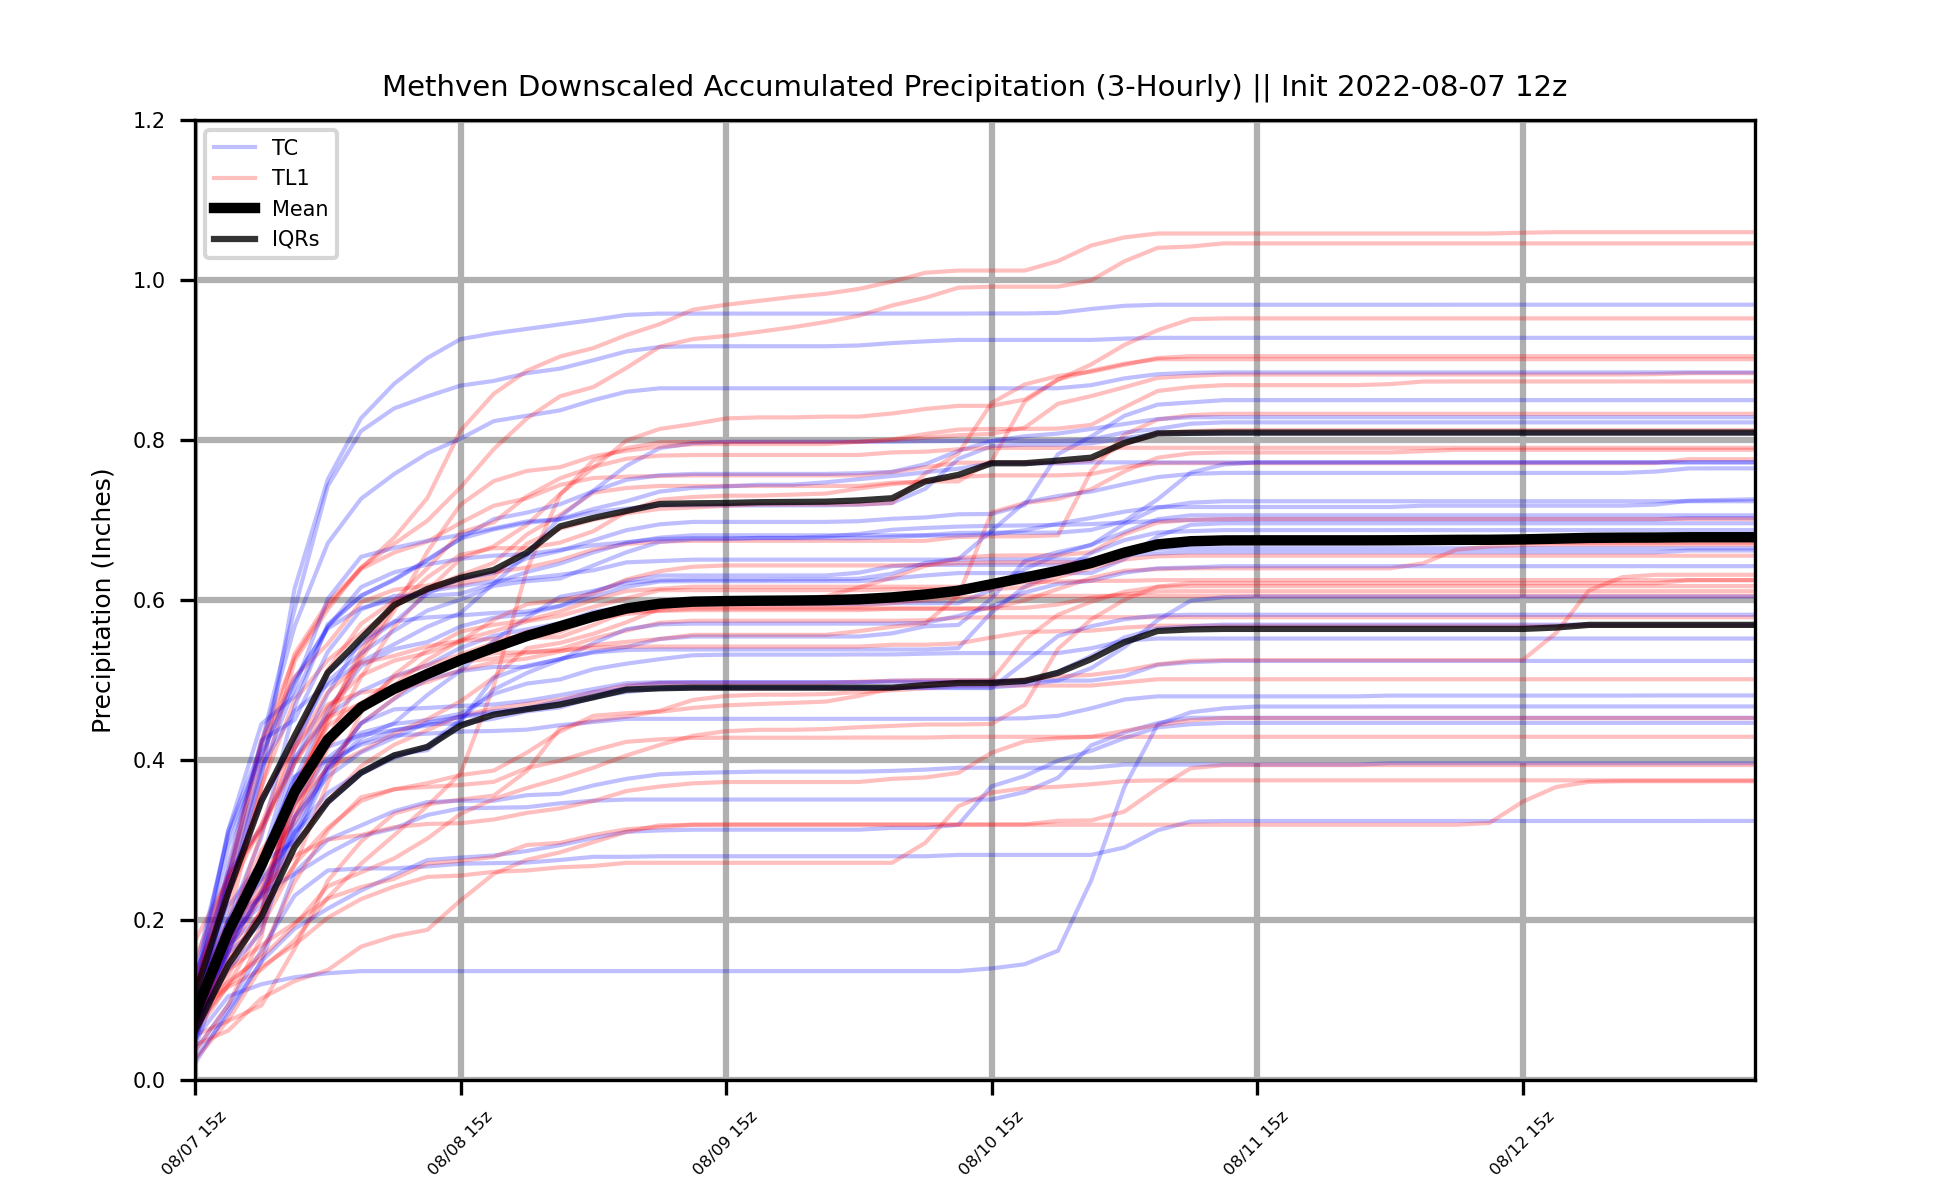 Methven Downscaled Accumulated Precipitation (3-Hourly) || Init 2022-08-07 12z
TC
TL1
Mean
IQRs
Precipitation (Inches)
1.2
1.0
0.8
0.6
0.4
0.2
0.0
08/07 15z
08/08 15z
08/09 15z
08/10 15z
08/11 15z
08/12 15z